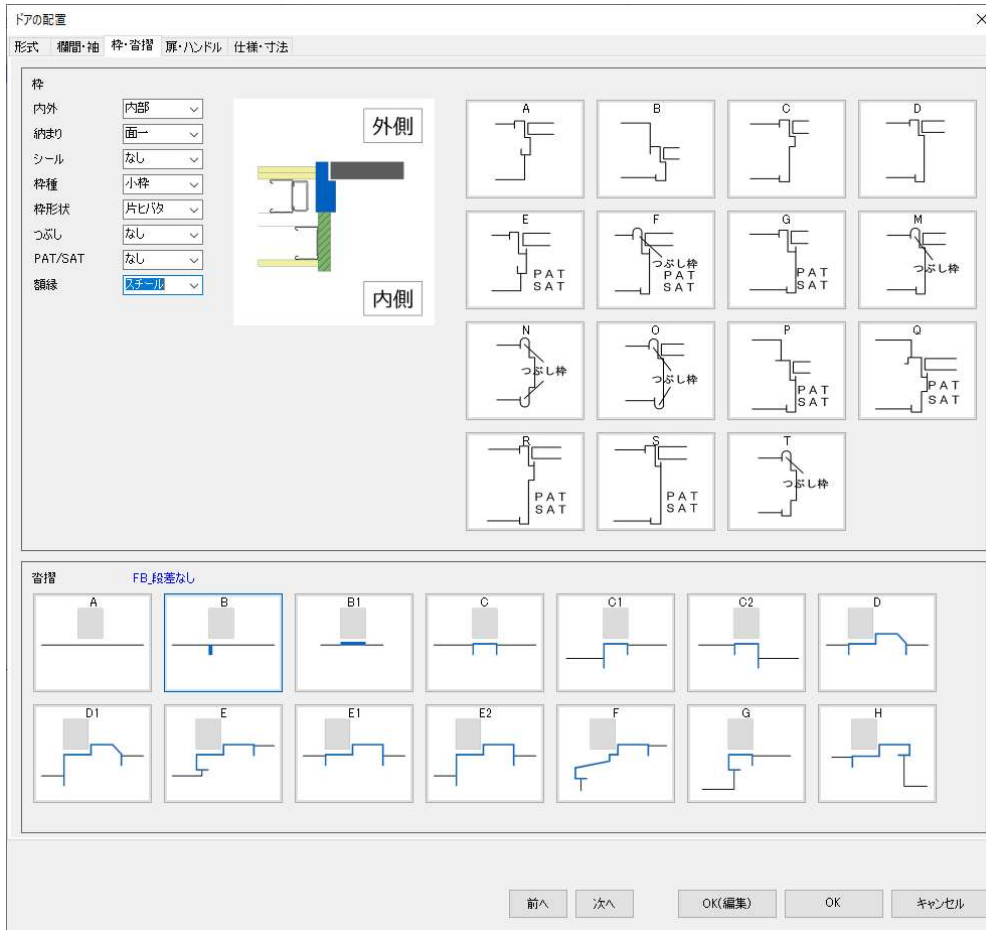 ドアの配置
形式 欄間・袖 枠・沓摺 扉・ハンドル 仕様・寸法
枠
内外 内部
納まり 面一
シール なし
枠種 小枠
枠形状 片ヒバタ
つぶし なし
PAT/SAT なし
額縁 スチール
外側
内側
A B C D
E F G M
PAT SAT
つぶし枠 PAT SAT
PAT SAT
つぶし枠
N O P Q
つぶし枠
つぶし枠
PAT SAT
PAT SAT
R S T
PAT SAT
PAT SAT
つぶし枠
沓摺 FB_段差なし
A B B1 C C1 C2 D
D1 E E1 E2 F G H
前へ 次へ OK(編集) OK キャンセル